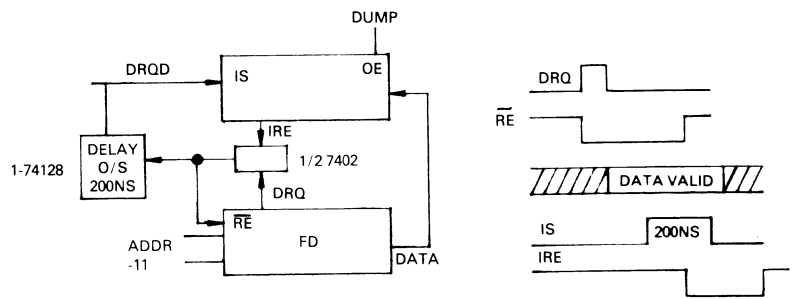 DUMP
DRQD
IS
OE
DRQ
IRE
RE
DELAY
O/S
200NS
1-74128
1/2 7402
DATA VALID
DRQ
RE
FD
ADDR
-11
DATA
IS
200NS
IRE